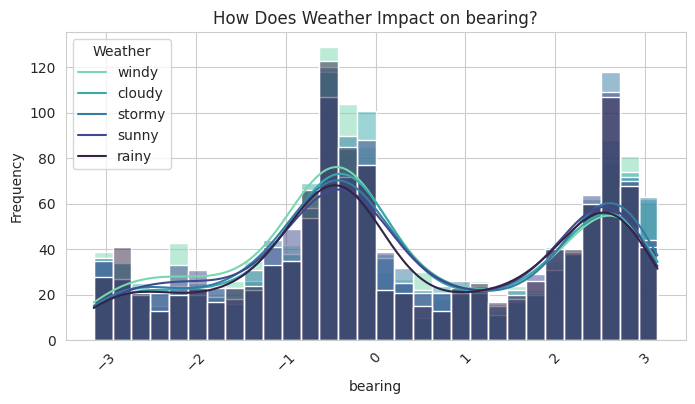 How Does Weather Impact on bearing?
Weather
windy
cloudy
stormy
sunny
rainy
Frequency
120
100
80
60
40
20
0
−3
−2
−1
0
1
2
3
bearing